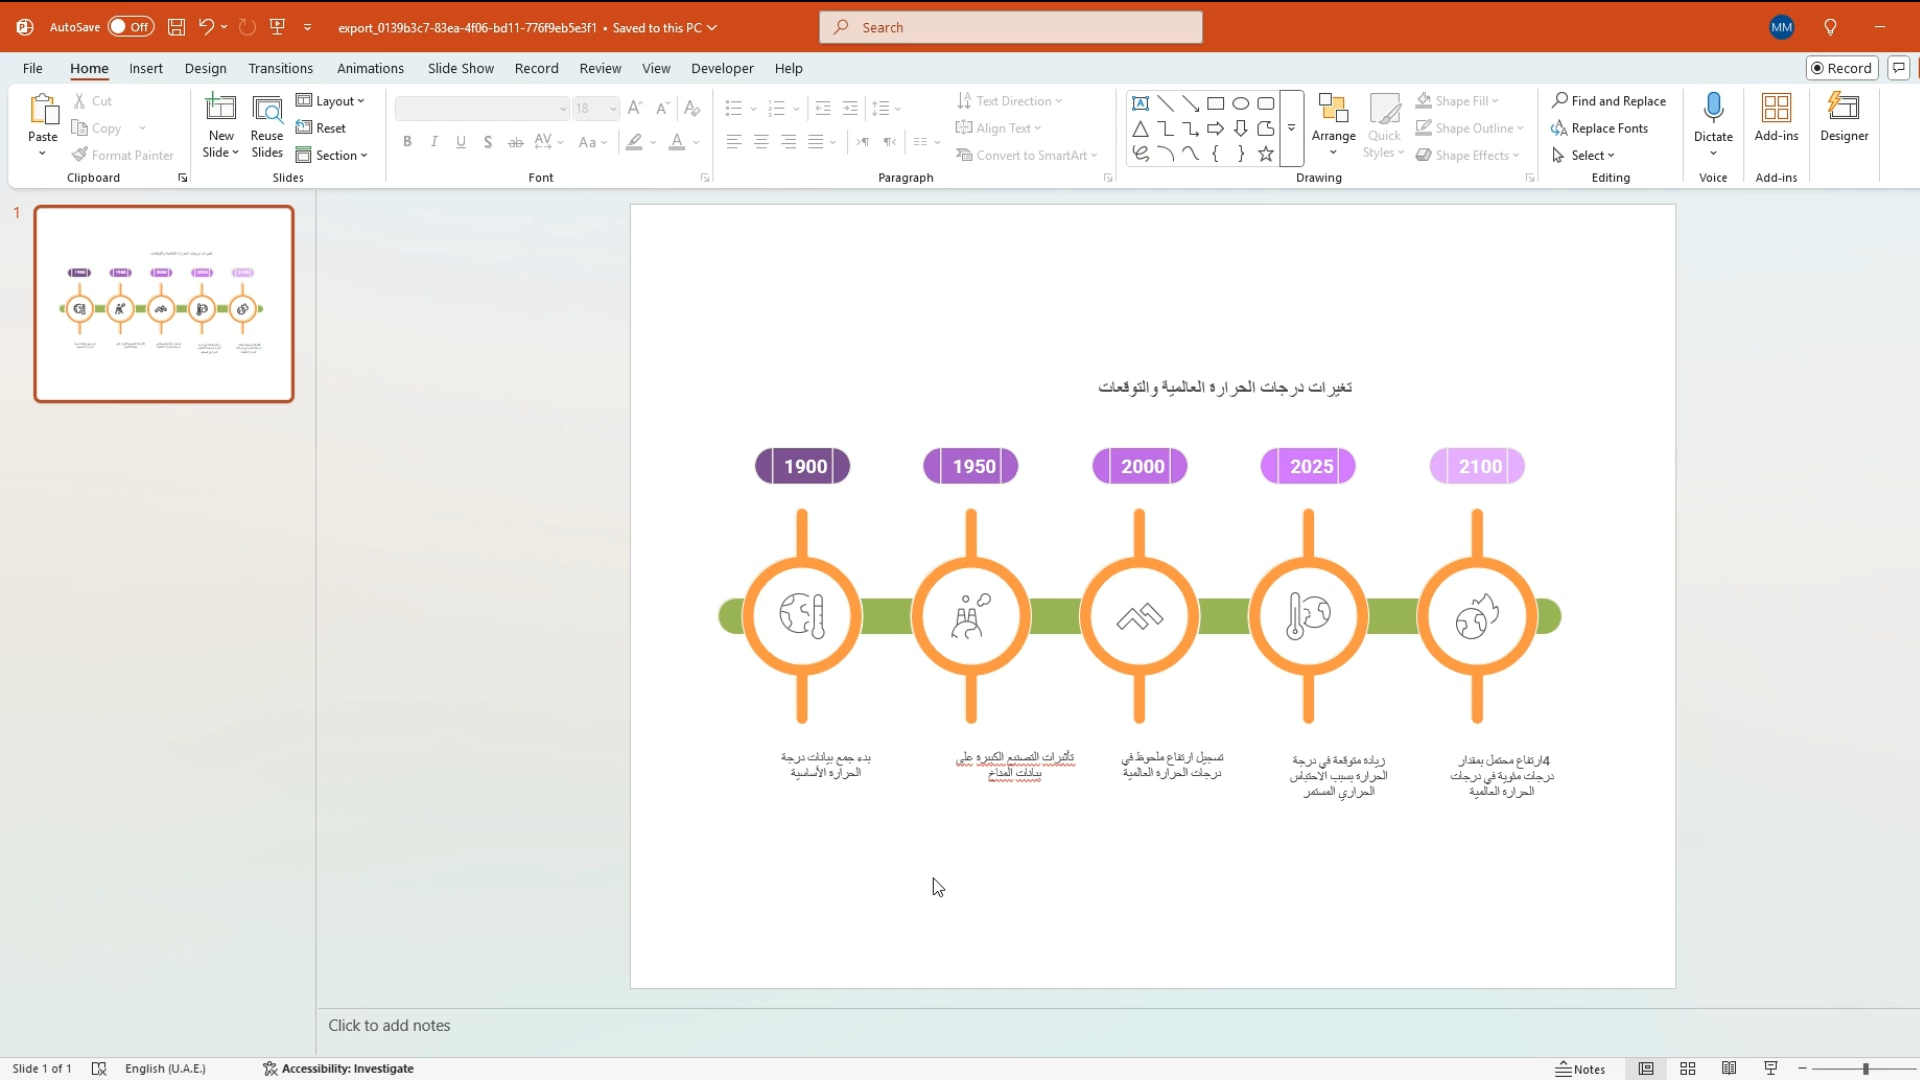 AutoSave Off
export_0139b3c7-83ea-4f06-bd11-776f9eb5e3f1 • Saved to this PC
Search
MM
File Home Insert Design Transitions Animations Slide Show Record Review View Developer Help
Record
Paste
Cut
Copy
Format Painter
Clipboard
New Slide
Reuse Slides
Layout
Reset
Section
Slides
18
Font
Text Direction
Align Text
Convert to SmartArt
Paragraph
Arrange
Quick Styles
Shape Fill
Shape Outline
Shape Effects
Drawing
Find and Replace
Replace Fonts
Select
Editing
Dictate
Voice
Add-ins
Add-ins
Designer
1
تغيرات درجات الحرارة العالمية والتوقعات
1900 1950 2000 2025 2100
بدء جمع بيانات درجة
الحرارة الأساسية
تأثيرات التصنيع الكبيرة على
بيانات المناخ
تسجيل ارتفاع ملحوظ في
درجات الحرارة العالمية
زيادة متوقعة في درجة
الحرارة بسبب الاحتباس
الحراري المستمر
4ارتفاع محتمل بمقدار
درجات مئوية في درجات
الحرارة العالمية
Click to add notes
Slide 1 of 1 English (U.A.E.) Accessibility: Investigate Notes